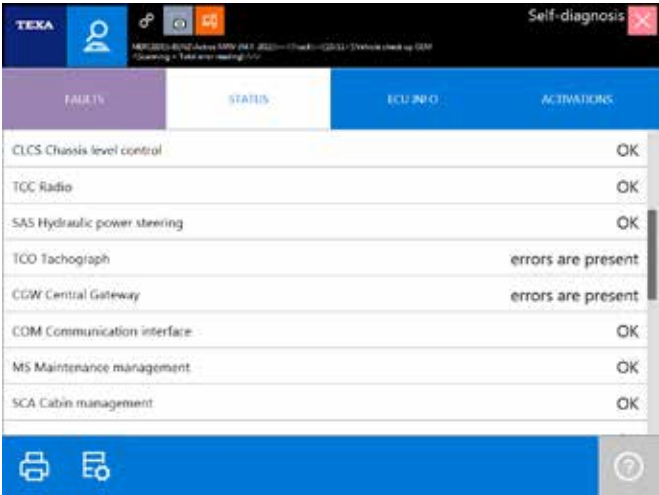 TEXA
Self-diagnosis
FAULTS
STATUS
ECU INFO
ACTIVATIONS
CLCS Chassis level control
OK
TCC Radio
OK
SAS Hydraulic power steering
OK
TCO Tachograph
errors are present
CGW Central Gateway
errors are present
COM Communication interface
OK
MS Maintenance management
OK
SCA Cabin management
OK